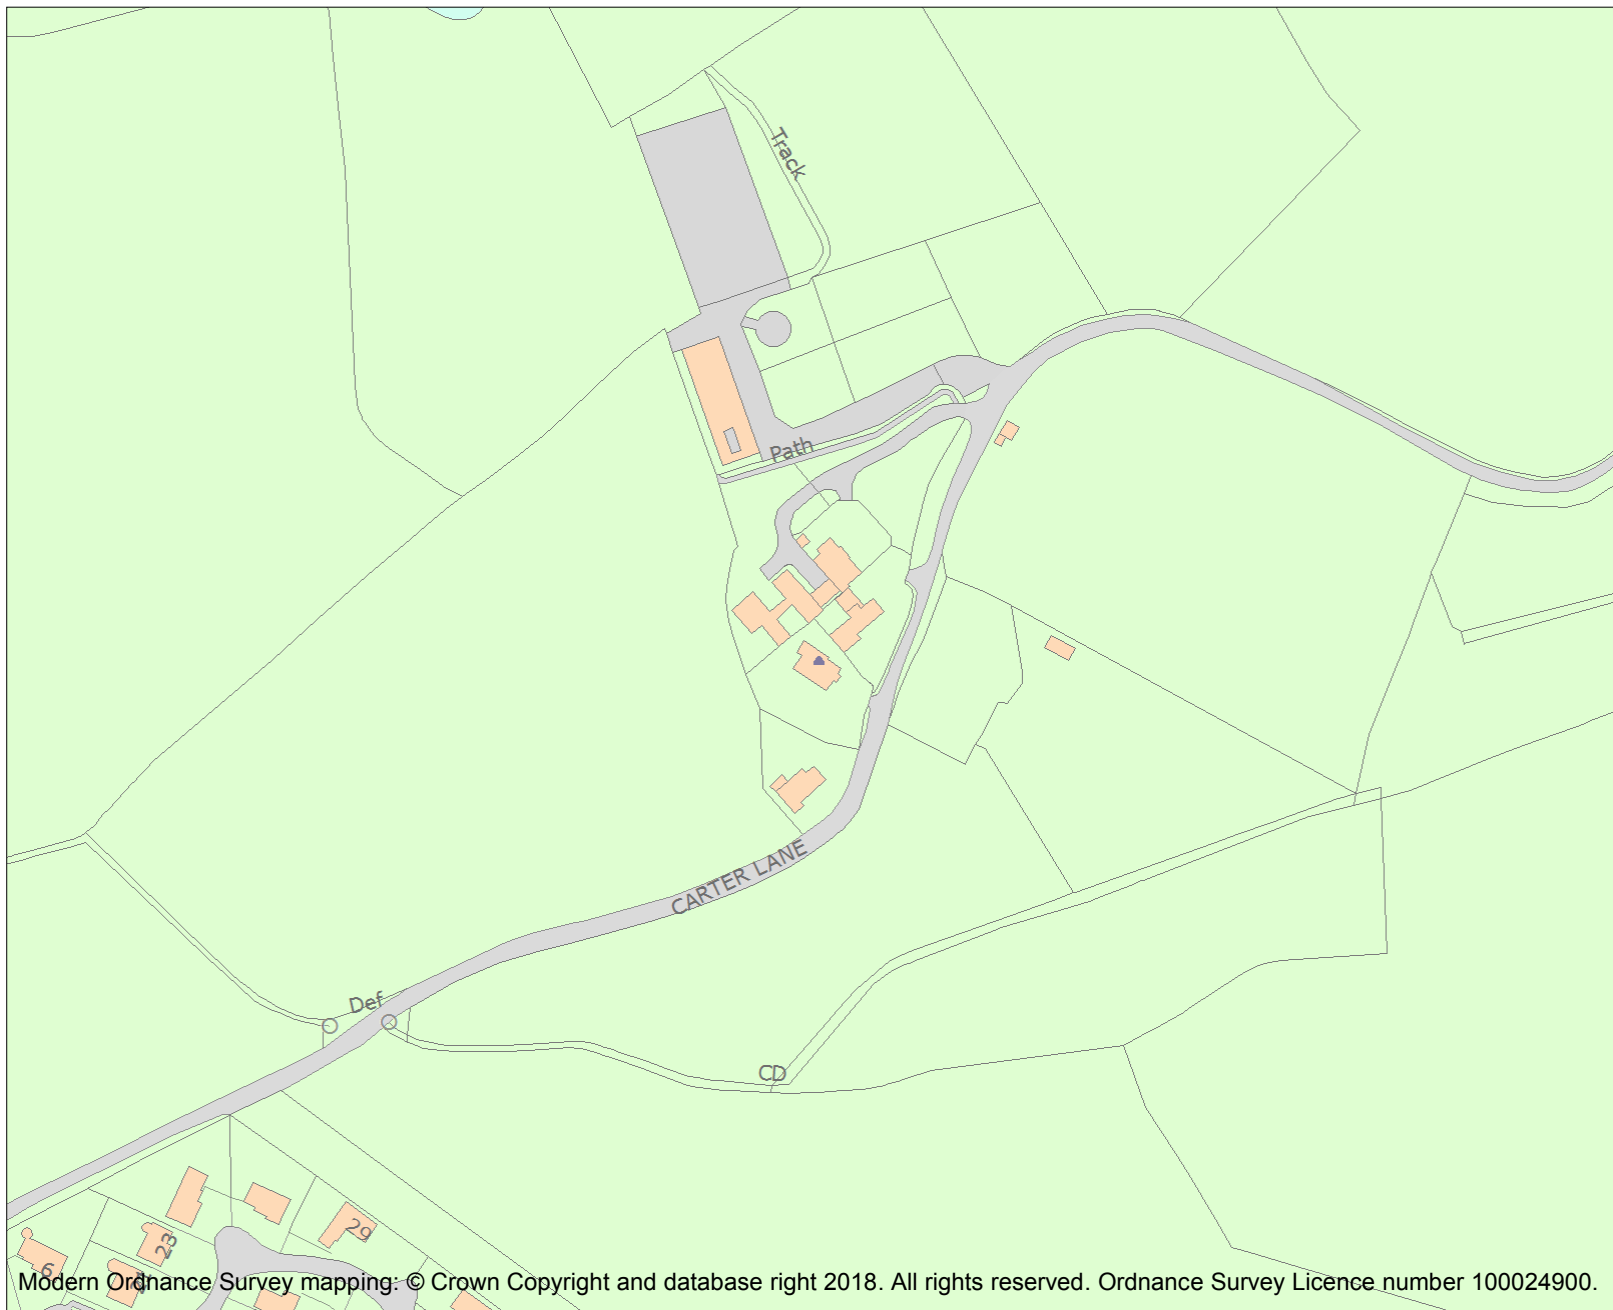 Track
Path
CARTER LANE
Def
CD
29
23
6
Modern Ordnance Survey mapping: © Crown Copyright and database right 2018. All rights reserved. Ordnance Survey Licence number 100024900.